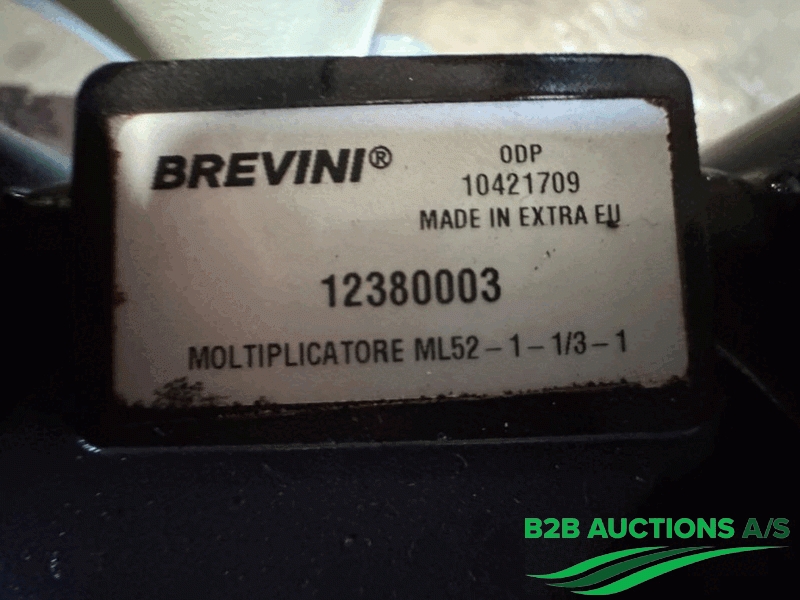 BREVINI®
ODP
10421709
MADE IN EXTRA EU
12380003
MOLTIPLICATORE ML52 – 1 – 1/3 – 1
B2B AUCTIONS A/S